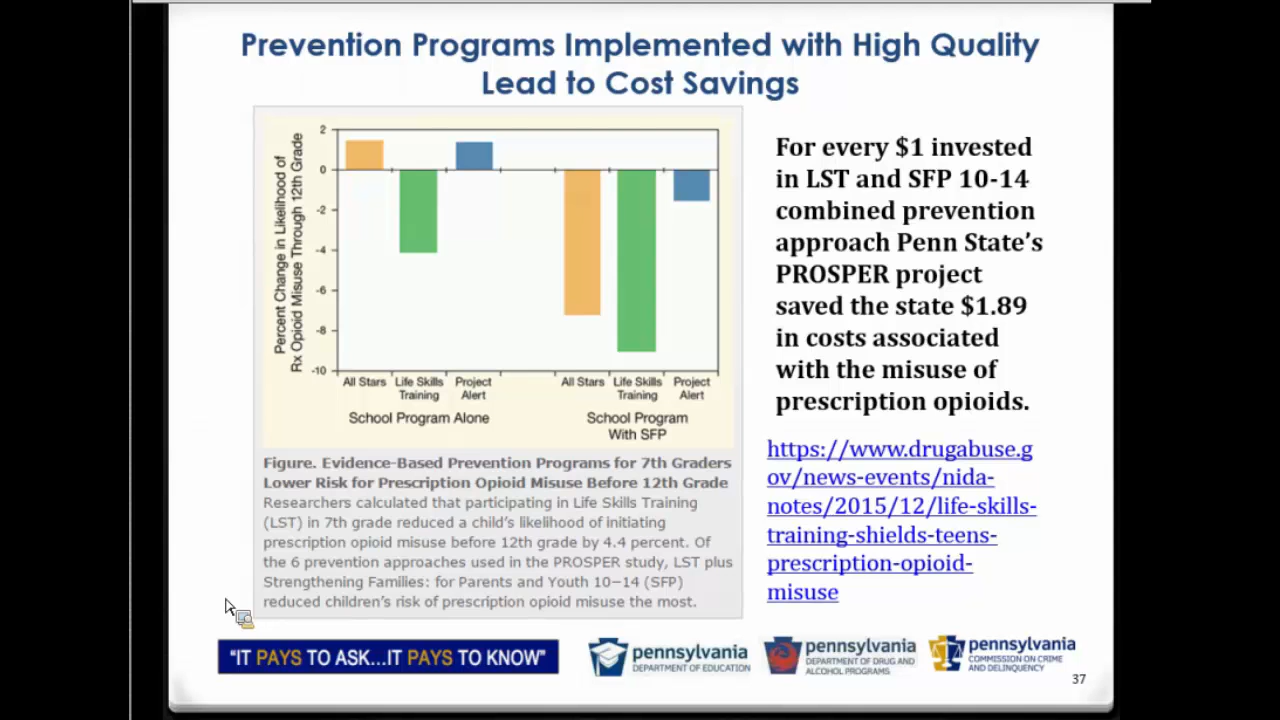 Prevention Programs Implemented with High Quality
Lead to Cost Savings
Percent Change in Likelihood of
Rx Opioid Misuse Through 12th Grade
2
0
-2
-4
-6
-8
-10
All Stars
Life Skills
Training
Project
Alert
All Stars
Life Skills
Training
Project
Alert
School Program Alone
School Program
With SFP
Figure. Evidence-Based Prevention Programs for 7th Graders
Lower Risk for Prescription Opioid Misuse Before 12th Grade
Researchers calculated that participating in Life Skills Training
(LST) in 7th grade reduced a child's likelihood of initiating
prescription opioid misuse before 12th grade by 4.4 percent. Of
the 6 prevention approaches used in the PROSPER study, LST plus
Strengthening Families: for Parents and Youth 10–14 (SFP)
reduced children's risk of prescription opioid misuse the most.
For every $1 invested
in LST and SFP 10-14
combined prevention
approach Penn State's
PROSPER project
saved the state $1.89
in costs associated
with the misuse of
prescription opioids.
https://www.drugabuse.g
ov/news-events/nida-
notes/2015/12/life-skills-
training-shields-teens-
prescription-opioid-
misuse
"IT PAYS TO ASK...IT PAYS TO KNOW"
pennsylvania
DEPARTMENT OF EDUCATION
pennsylvania
DEPARTMENT OF DRUG AND
ALCOHOL PROGRAMS
pennsylvania
COMMISSION ON CRIME
AND DELINQUENCY
37